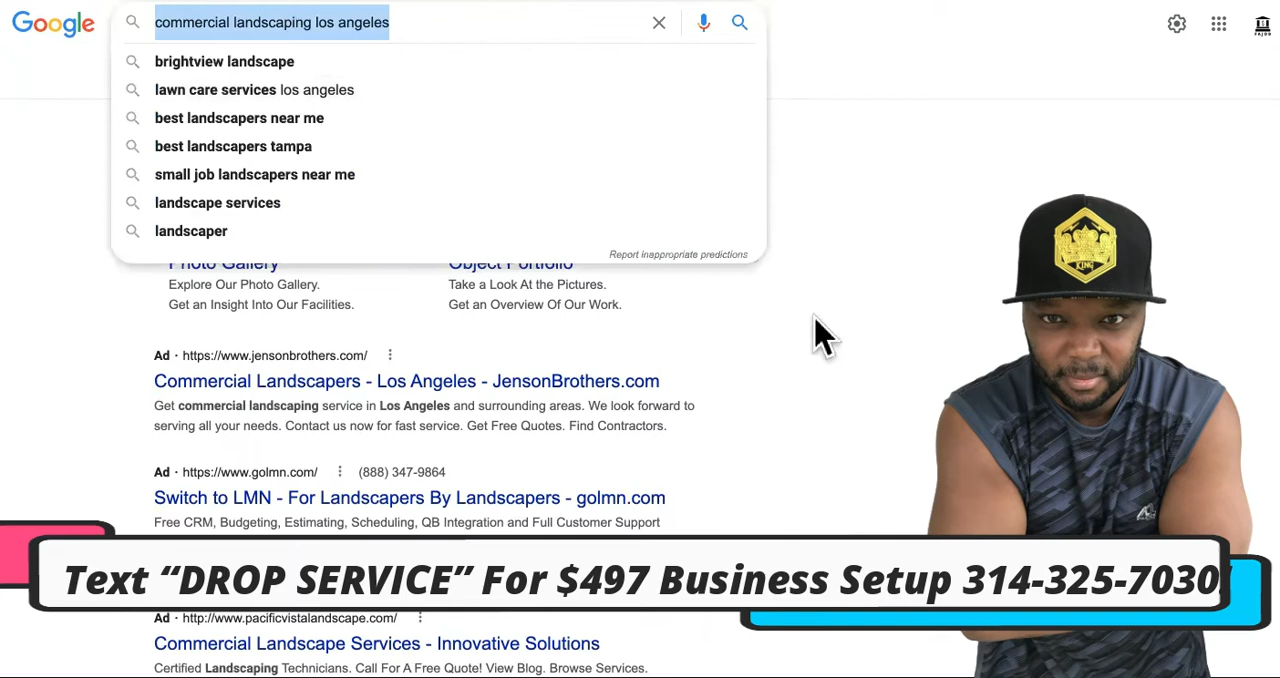 Google
commercial landscaping los angeles
brightview landscape
lawn care services los angeles
best landscapers near me
best landscapers tampa
small job landscapers near me
landscape services
landscaper
Report inappropriate predictions
Photo Gallery
Object Portfolio
Explore Our Photo Gallery.
Take a Look At the Pictures.
Get an Insight Into Our Facilities.
Get an Overview Of Our Work.
KING
Ad · https://www.jensonbrothers.com/
Commercial Landscapers - Los Angeles - JensonBrothers.com
Get commercial landscaping service in Los Angeles and surrounding areas. We look forward to
serving all your needs. Contact us now for fast service. Get Free Quotes. Find Contractors.
Ad · https://www.golmn.com/ (888) 347-9864
Switch to LMN - For Landscapers By Landscapers - golmn.com
Free CRM, Budgeting, Estimating, Scheduling, QB Integration and Full Customer Support
Text “DROP SERVICE” For $497 Business Setup 314-325-7030
Ad · http://www.pacificvistalandscape.com/
Commercial Landscape Services - Innovative Solutions
Certified Landscaping Technicians. Call For A Free Quote! View Blog. Browse Services.